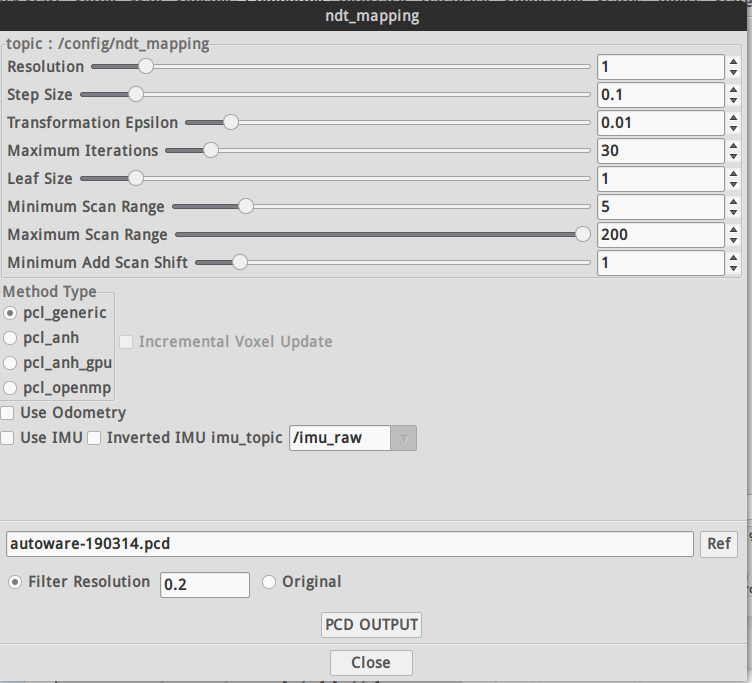 ndt_mapping
topic : /config/ndt_mapping
Resolution 1
Step Size 0.1
Transformation Epsilon 0.01
Maximum Iterations 30
Leaf Size 1
Minimum Scan Range 5
Maximum Scan Range 200
Minimum Add Scan Shift 1
Method Type
pcl_generic
pcl_anh
Incremental Voxel Update
pcl_anh_gpu
pcl_openmp
Use Odometry
Use IMU Inverted IMU imu_topic /imu_raw
autoware-190314.pcd Ref
Filter Resolution 0.2 Original
PCD OUTPUT
Close